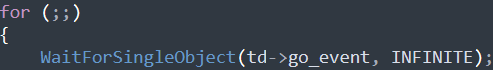 for (;;)
{
    WaitForSingleObject(td->go_event, INFINITE);